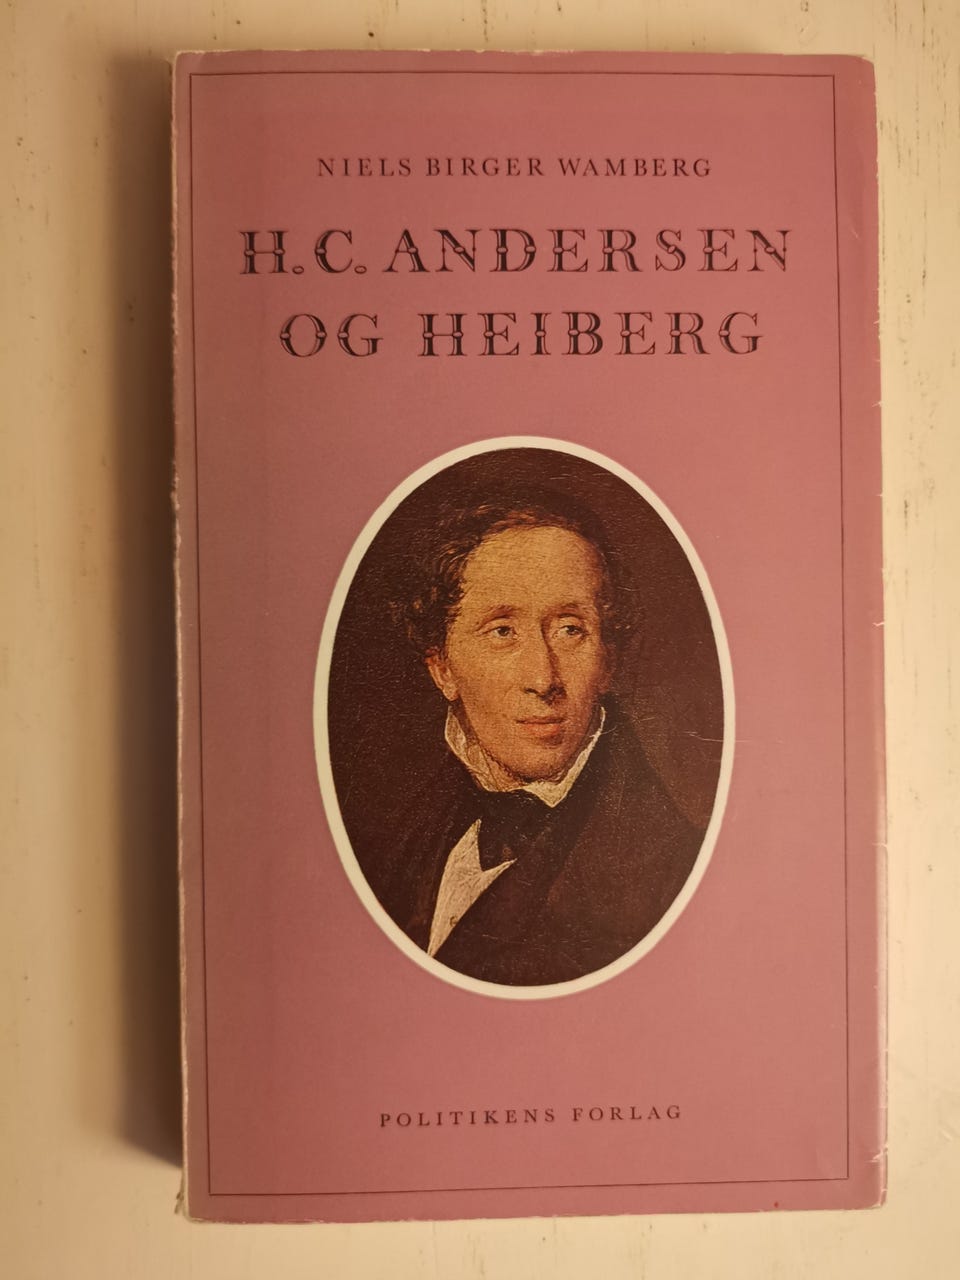 NIELS BIRGER WAMBERG
H.C. ANDERSEN
OG HEIBERG
POLITIKENS FORLAG